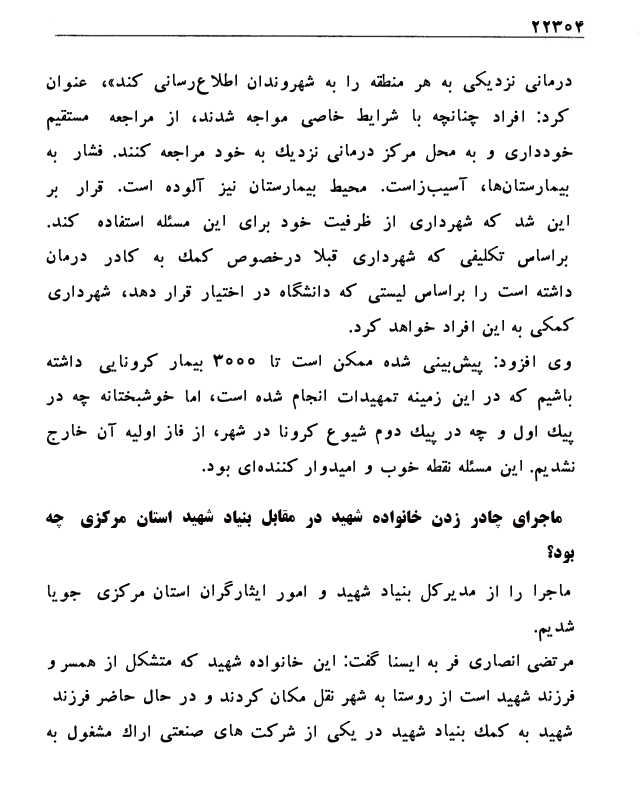 ۲۲۳۰۴
درمانی نزدیکی به هر منطقه را به شهروندان اطلاع‌رسانی کند»، عنوان
کرد: افراد چنانچه با شرایط خاصی مواجه شدند، از مراجعه مستقیم
خودداری و به محل مرکز درمانی نزدیك به خود مراجعه کنند. فشار به
بیمارستان‌ها، آسیب‌زاست. محیط بیمارستان نیز آلوده است. قرار بر
این شد که شهرداری از ظرفیت خود برای این مسئله استفاده کند.
براساس تکلیفی که شهرداری قبلا درخصوص کمك به کادر درمان
داشته است را براساس لیستی که دانشگاه در اختیار قرار دهد، شهرداری
کمکی به این افراد خواهد کرد.
وی افزود: پیش‌بینی شده ممکن است تا ۳۰۰۰ بیمار کرونایی داشته
باشیم که در این زمینه تمهیدات انجام شده است، اما خوشبختانه چه در
پیك اول و چه در پیك دوم شیوع کرونا در شهر، از فاز اولیه آن خارج
نشدیم. این مسئله نقطه خوب و امیدوار کننده‌ای بود.
ماجرای چادر زدن خانواده شهید در مقابل بنیاد شهید استان مرکزی چه
بود؟
ماجرا را از مدیرکل بنیاد شهید و امور ایثارگران استان مرکزی جویا
شدیم.
مرتضی انصاری فر به ایسنا گفت: این خانواده شهید که متشکل از همسر و
فرزند شهید است از روستا به شهر نقل مکان کردند و در حال حاضر فرزند
شهید به کمك بنیاد شهید در یکی از شرکت های صنعتی اراك مشغول به